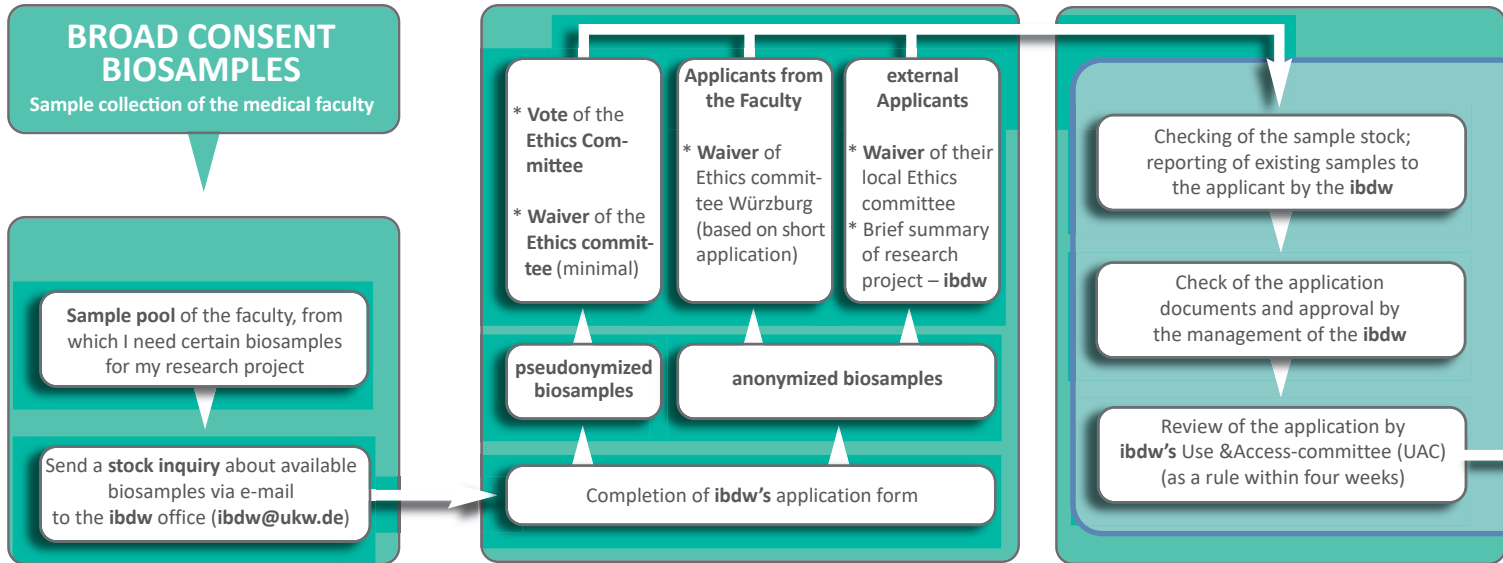 BROAD CONSENT
BIOSAMPLES
Sample collection of the medical faculty
Sample pool of the faculty, from
which I need certain biosamples
for my research project
Send a stock inquiry about available
biosamples via e-mail
to the ibdw office (ibdw@ukw.de)
* Vote of the
Ethics Com-
mittee
* Waiver of the
Ethics commit-
tee (minimal)
Applicants from
the Faculty
* Waiver of
Ethics commit-
tee Würzburg
(based on short
application)
external
Applicants
* Waiver of their
local Ethics
committee
* Brief summary
of research
project – ibdw
pseudonymized
biosamples
anonymized biosamples
Completion of ibdw's application form
Checking of the sample stock;
reporting of existing samples to
the applicant by the ibdw
Check of the application
documents and approval by
the management of the ibdw
Review of the application by
ibdw's Use &Access-committee (UAC)
(as a rule within four weeks)